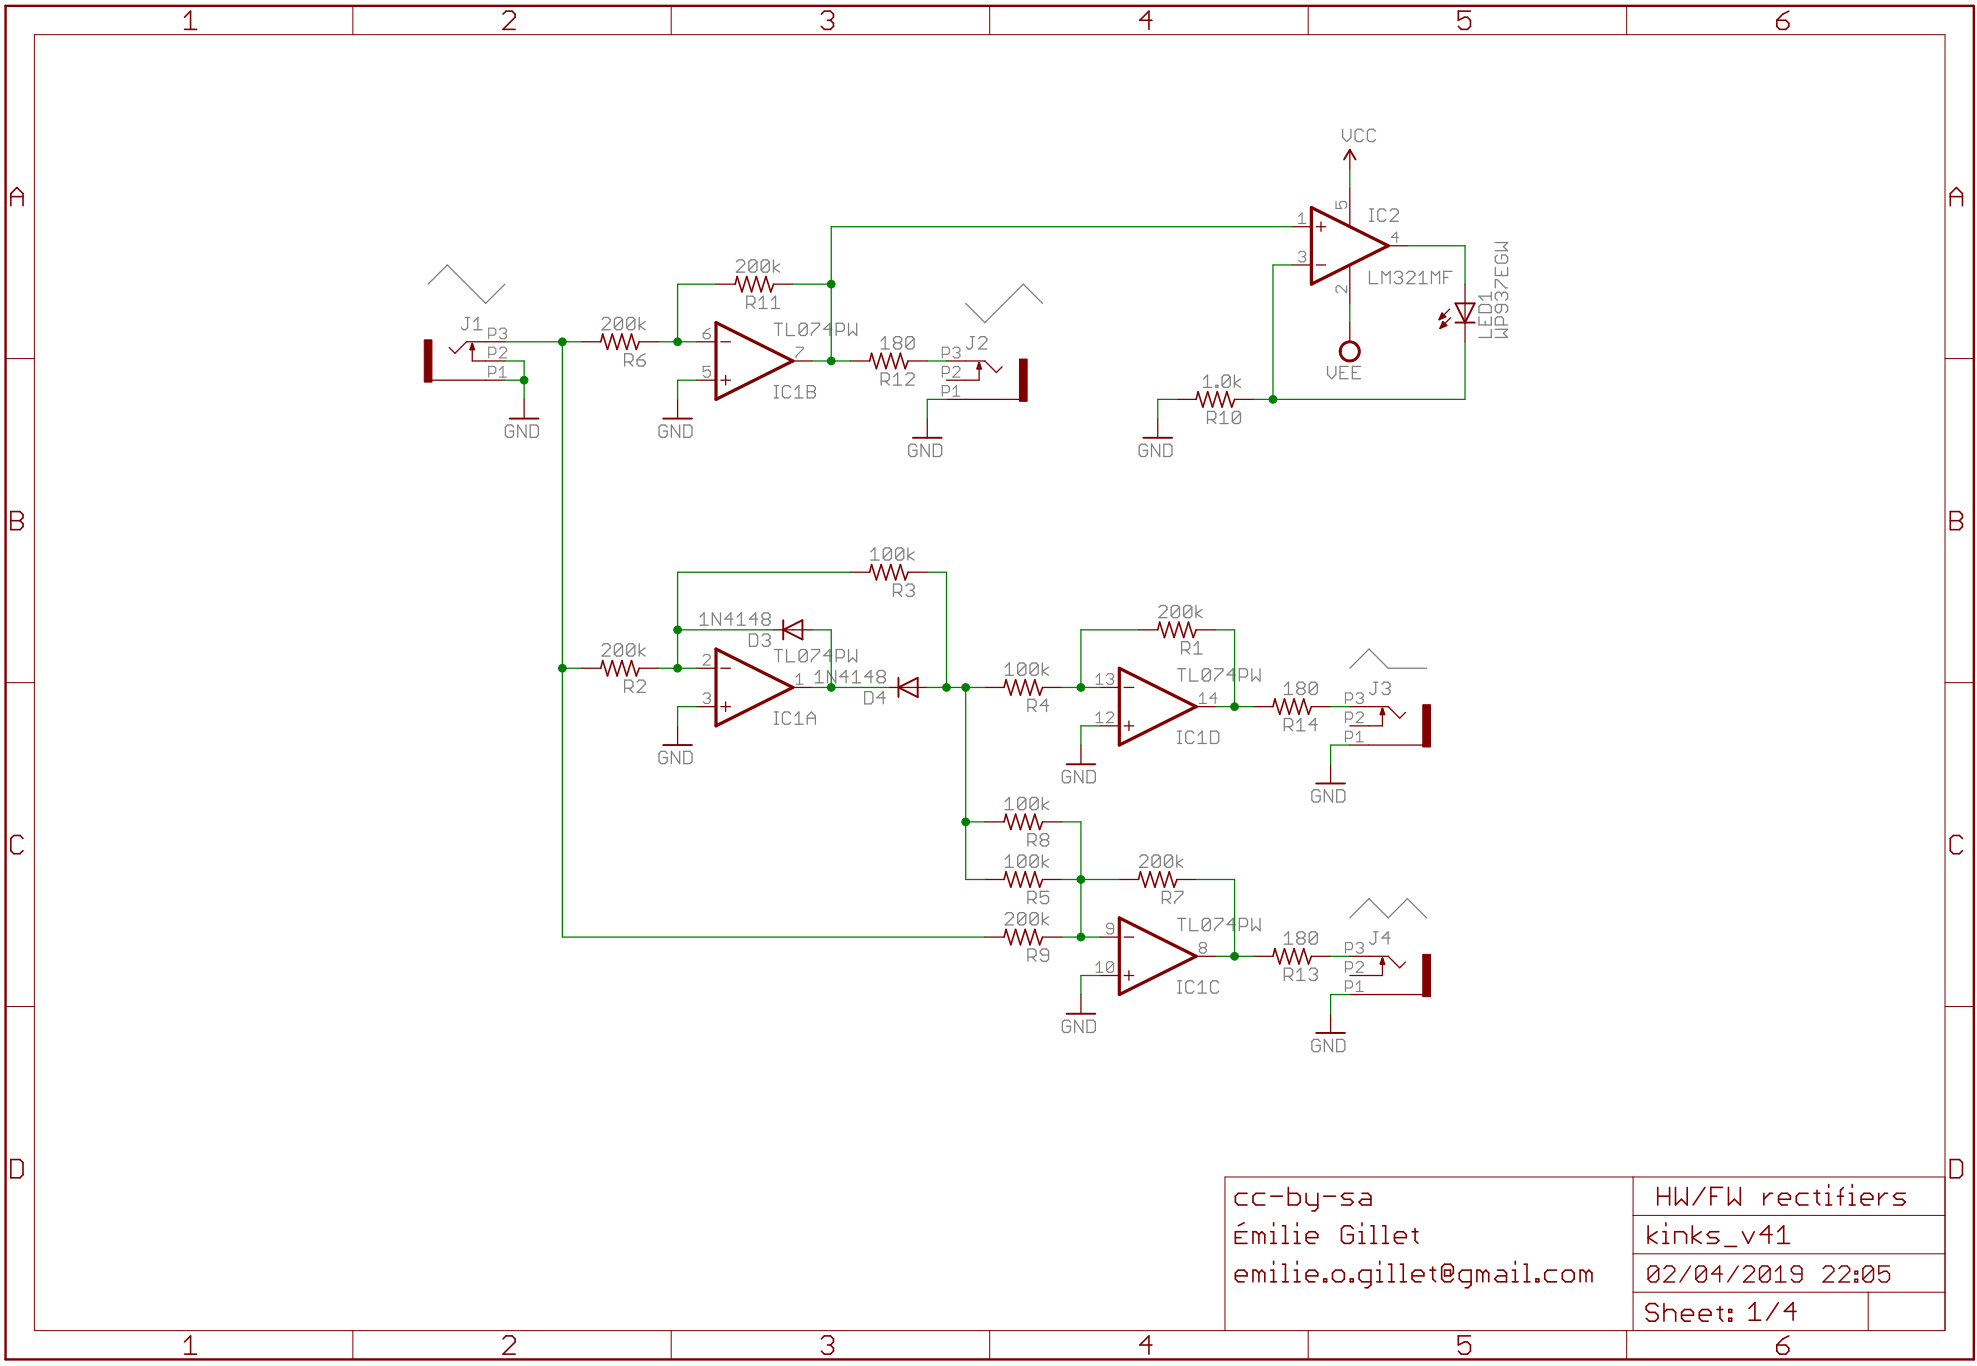 1 2 3 4 5 6
A A
VCC
5
1
IC2
4
3
LM321MF
2
LED1
WP937EGW
VEE
200k
R11
J1
P3
P2
P1
200k
R6
TL074PW
6
7
5
IC1B
GND
GND
180
R12
J2
P3
P2
P1
GND
1.0k
R10
GND
B B
100k
R3
1N4148
D3
TL074PW
200k
R2
2
1
3
IC1A
GND
1N4148
D4
200k
R1
TL074PW
100k
R4
13
14
12
IC1D
GND
180
R14
J3
P3
P2
P1
GND
C C
100k
R8
100k
R5
200k
R7
200k
R9
TL074PW
9
8
10
IC1C
GND
180
R13
J4
P3
P2
P1
GND
D D
cc-by-sa
Émilie Gillet
emilie.o.gillet@gmail.com
HW/FW rectifiers
kinks_v41
02/04/2019 22:05
Sheet: 1/4
1 2 3 4 5 6